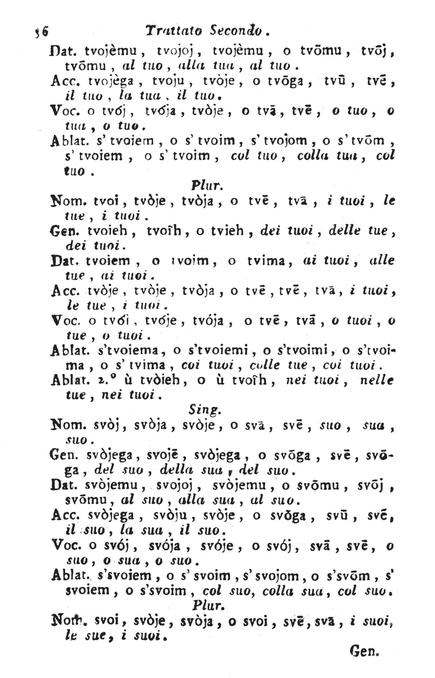 56 Trattato Secondo.
Dat. tvojèmu, tvojoj, tvojèmu, o tvōmu, tvōj,
tvōmu, al tuo, alla tua, al tuo.
Acc. tvojèga, tvoju, tvòje, o tvōga, tvū, tvē,
il tuo, la tua, il tuo.
Voc. o tvój, tvója, tvòje, o tvā, tvē, o tuo, o
tua, o tuo.
Ablat. s'tvoiem, o s'tvoim, s'tvojom, o s'tvōm,
s'tvoiem, o s'tvoim, col tuo, colla tua, col
tuo.
Plur.
Nom. tvoi, tvòje, tvòja, o tvē, tvā, i tuoi, le
tue, i tuoi.
Gen. tvoieh, tvoîh, o tvieh, dei tuoi, delle tue,
dei tuoi.
Dat. tvoiem, o tvoim, o tvima, ai tuoi, alle
tue, ai tuoi.
Acc. tvòje, tvòje, tvòja, o tvē, tvē, tvā, i tuoi,
le tue, i tuoi.
Voc. o tvói, tvóje, tvója, o tvē, tvā, o tuoi, o
tue, o tuoi.
Ablat. s'tvoiema, o s'tvoiemi, o s'tvoimi, o s'tvoi-
ma, o s'tvima, coi tuoi, colle tue, coi tuoi.
Ablat. 2.º ù tvòieh, o ù tvoîh, nei tuoi, nelle
tue, nei tuoi.
Sing.
Nom. svòj, svòja, svòje, o svā, svē, suo, sua,
suo.
Gen. svòjega, svojē, svòjega, o svōga, svē, svō-
ga, del suo, della sua, del suo.
Dat. svòjemu, svojoj, svòjemu, o svōmu, svōj,
svōmu, al suo, alla sua, al suo.
Acc. svòjega, svòju, svòje, o svōga, svū, svē,
il suo, la sua, il suo.
Voc. o svój, svója, svóje, o svój, svā, svē, o
suo, o sua, o suo.
Ablat. s'svoiem, o s'svoim, s'svojom, o s'svōm, s'
svoiem, o s'svoim, col suo, colla sua, col suo.
Plur.
Nom. svoi, svòje, svòja, o svoi, svē, svā, i suoi,
le sue, i suoi.
Gen.